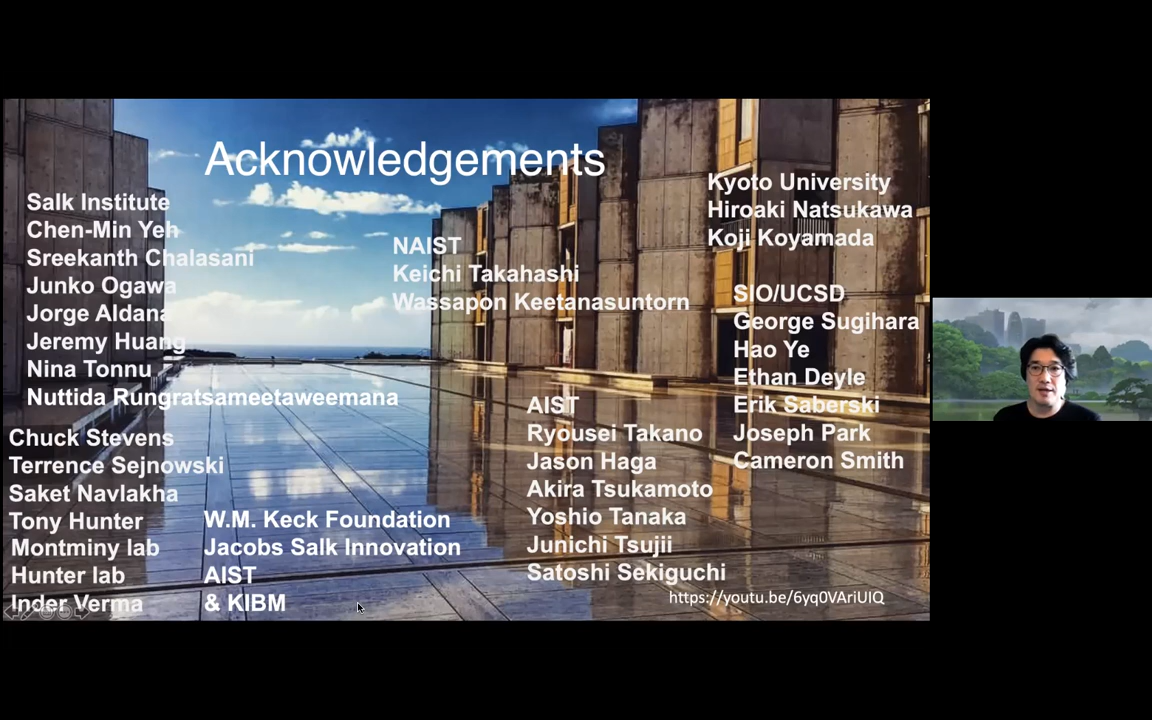 Acknowledgements
Salk Institute
Chen-Min Yeh
Sreekanth Chalasani
Junko Ogawa
Jorge Aldana
Jeremy Huang
Nina Tonnu
Nuttida Rungratsameetaweemana
Chuck Stevens
Terrence Sejnowski
Saket Navlakha
Tony Hunter
Montminy lab
Hunter lab
Inder Verma
W.M. Keck Foundation
Jacobs Salk Innovation
AIST
& KIBM
NAIST
Keichi Takahashi
Wassapon Keetanasuntorn
AIST
Ryousei Takano
Jason Haga
Akira Tsukamoto
Yoshio Tanaka
Junichi Tsujii
Satoshi Sekiguchi
Kyoto University
Hiroaki Natsukawa
Koji Koyamada
SIO/UCSD
George Sugihara
Hao Ye
Ethan Deyle
Erik Saberski
Joseph Park
Cameron Smith
https://youtu.be/6yq0VAriUIQ